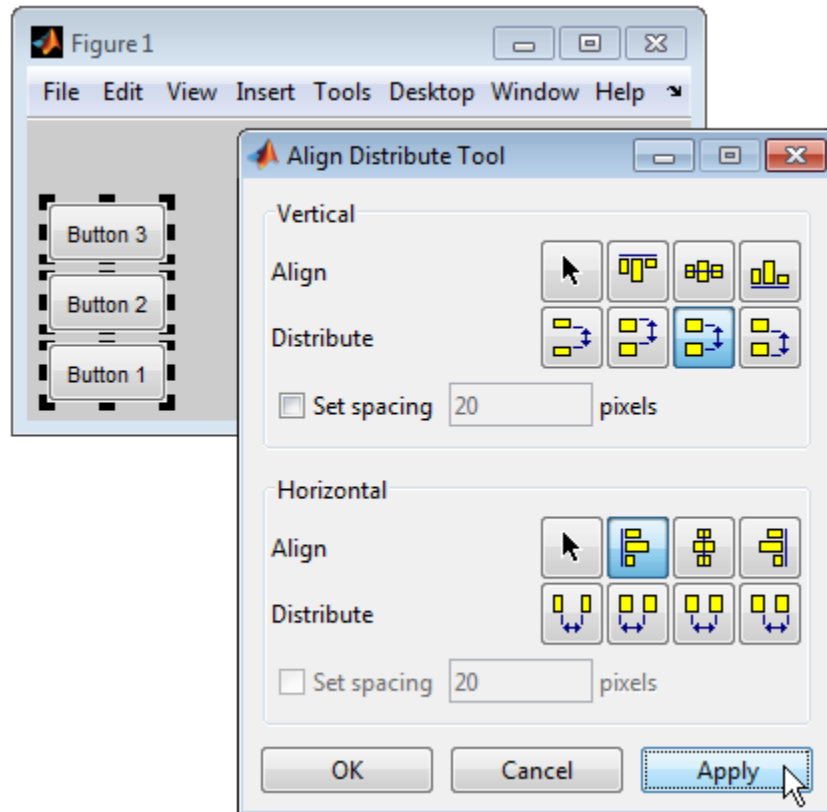 Figure 1
File Edit View Insert Tools Desktop Window Help
Align Distribute Tool
Button 3
Button 2
Button 1
Vertical
Align
Distribute
Set spacing 20 pixels
Horizontal
Align
Distribute
Set spacing 20 pixels
OK Cancel Apply